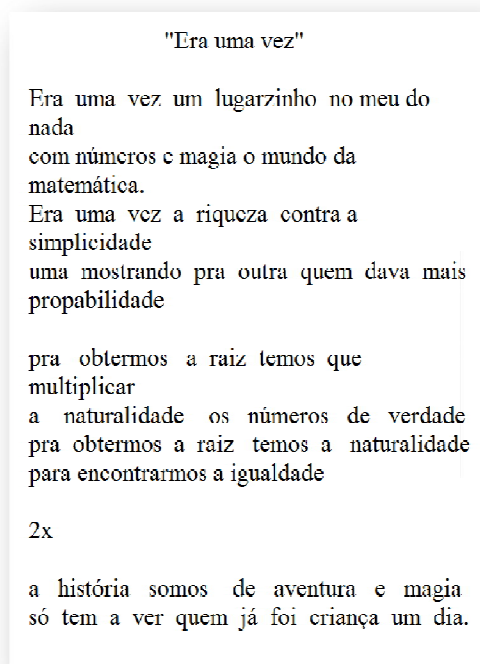 "Era uma vez"
Era uma vez um lugarzinho no meu do
nada
com números e magia o mundo da
matemática.
Era uma vez a riqueza contra a
simplicidade
uma mostrando pra outra quem dava mais
propabilidade
pra obtermos a raiz temos que
multiplicar
a naturalidade os números de verdade
pra obtermos a raiz temos a naturalidade
para encontrarmos a igualdade
2x
a história somos de aventura e magia
só tem a ver quem já foi criança um dia.